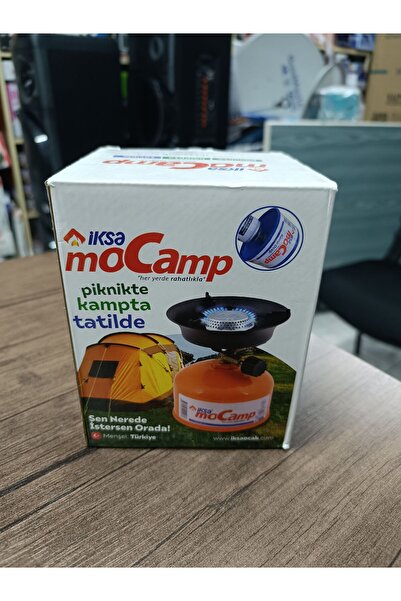 iKSa
moCamp
"her yerde rahatlıkla"
piknikte
kampta
tatilde
Sen Nerede
İstersen Orada!
Menşei: Türkiye
iKSa
moCamp
www.iksaocak.com